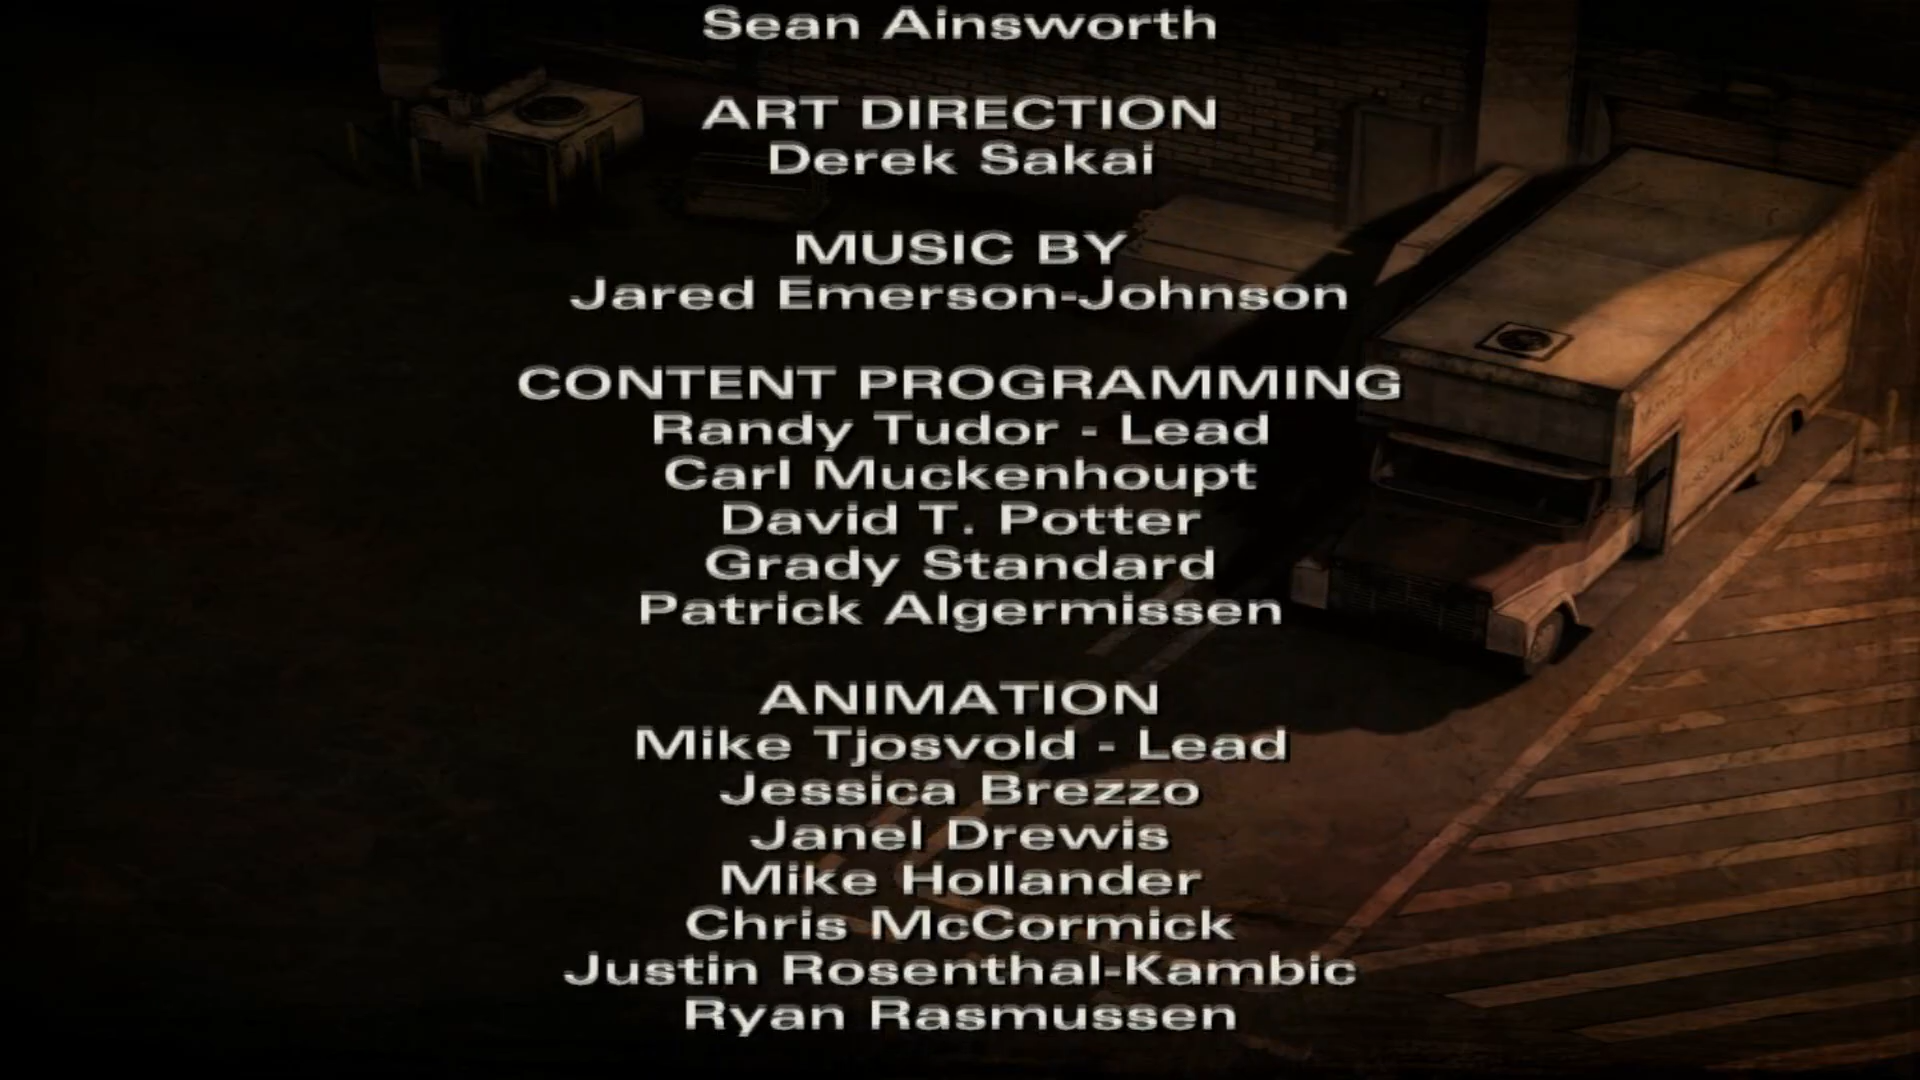 Sean Ainsworth
ART DIRECTION
Derek Sakai
MUSIC BY
Jared Emerson-Johnson
CONTENT PROGRAMMING
Randy Tudor - Lead
Carl Muckenhoupt
David T. Potter
Grady Standard
Patrick Algermissen
ANIMATION
Mike Tjosvold - Lead
Jessica Brezzo
Janel Drewis
Mike Hollander
Chris McCormick
Justin Rosenthal-Kambic
Ryan Rasmussen